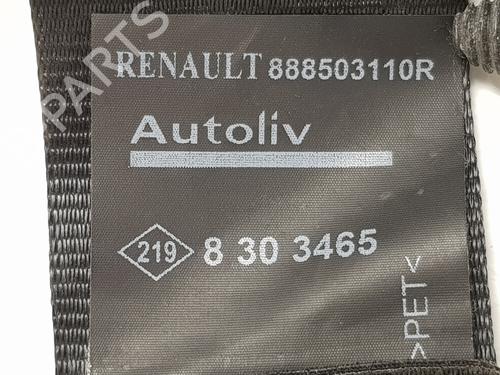 PARTS
RENAULT 888503110R
Autoliv
219 8 30 3465
>PET<